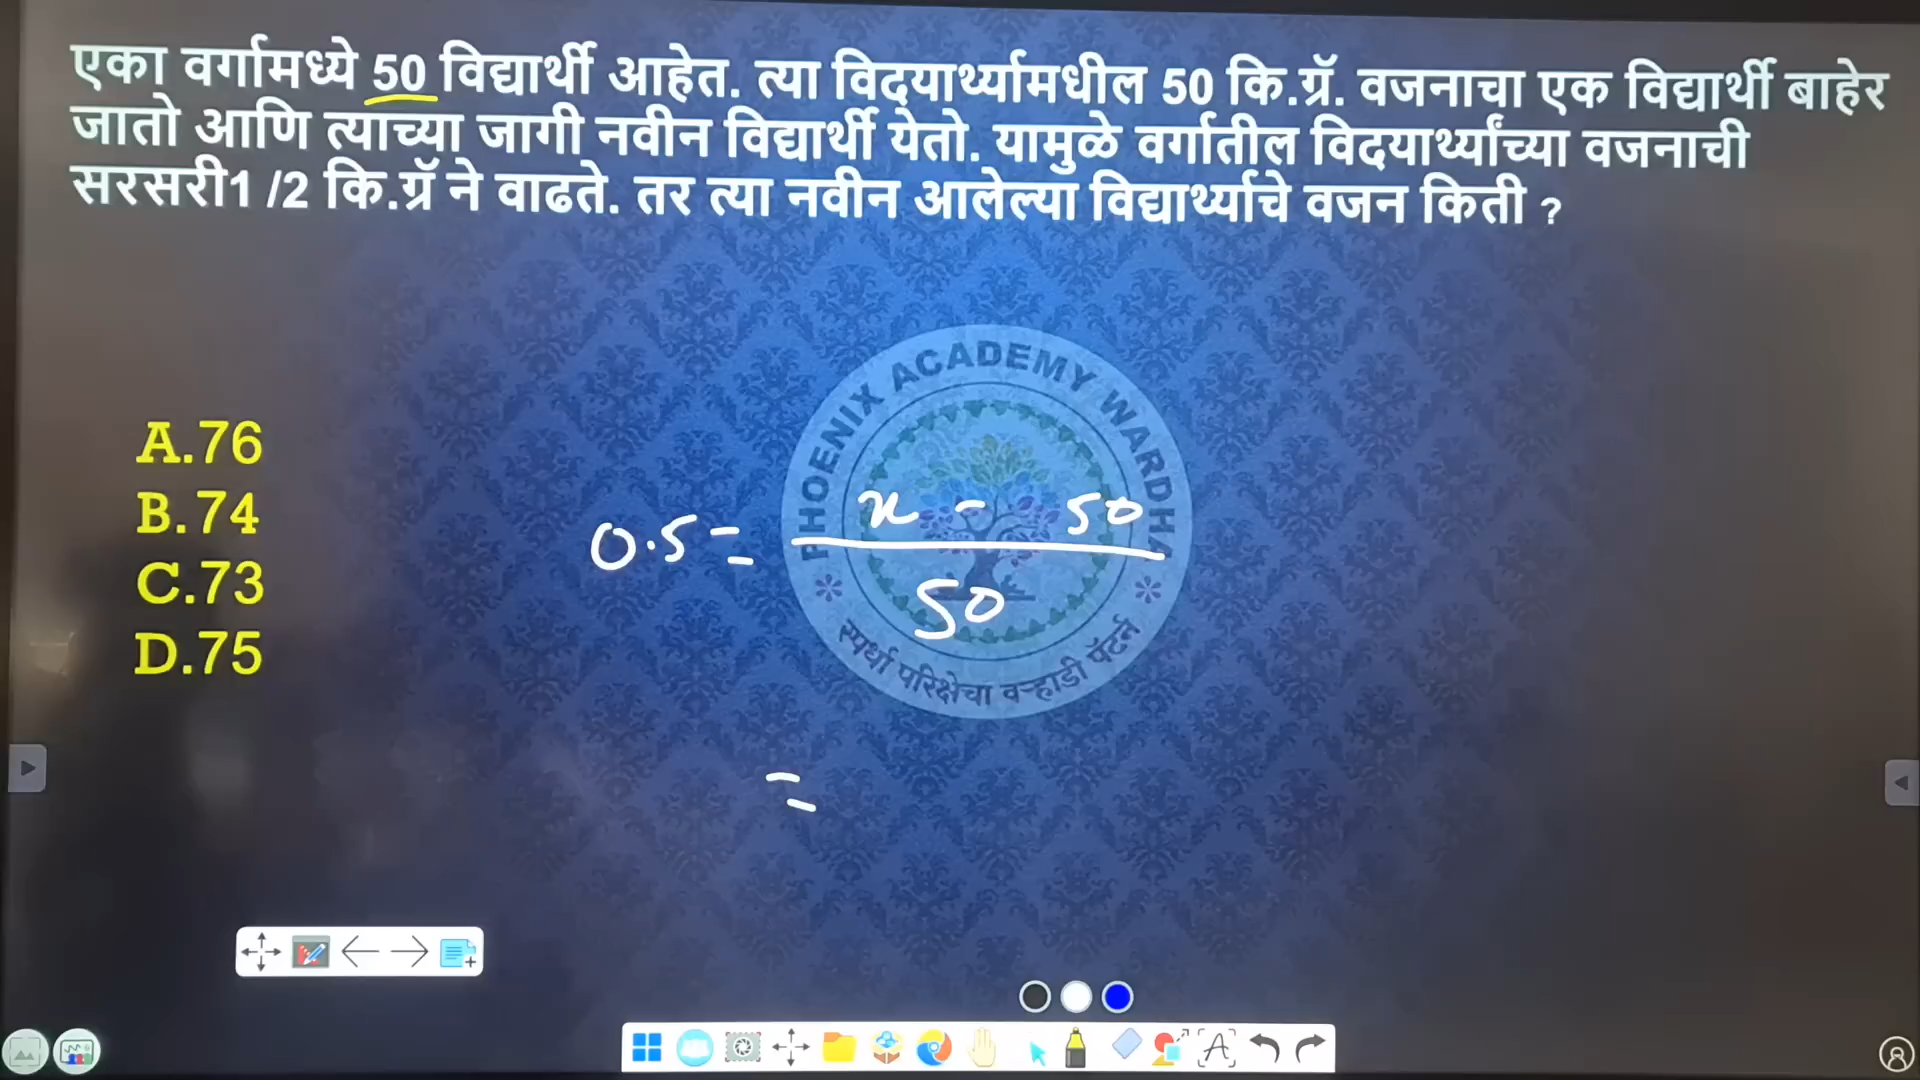 एका वर्गामध्ये 50 विद्यार्थी आहेत. त्या विदयार्थ्यामधील 50 कि.ग्रॅ. वजनाचा एक विद्यार्थी बाहेर
जातो आणि त्याच्या जागी नवीन विद्यार्थी येतो. यामुळे वर्गातील विदयार्थ्यांच्या वजनाची
सरसरी1 /2 कि.ग्रॅ ने वाढते. तर त्या नवीन आलेल्या विद्यार्थ्याचे वजन किती ?
A.76
B.74
C.73
D.75
PHOENIX ACADEMY WARDHA
स्पर्धा परिक्षेचा वऱ्हाडी पॅटर्न
0.5 = x - 50
50
=